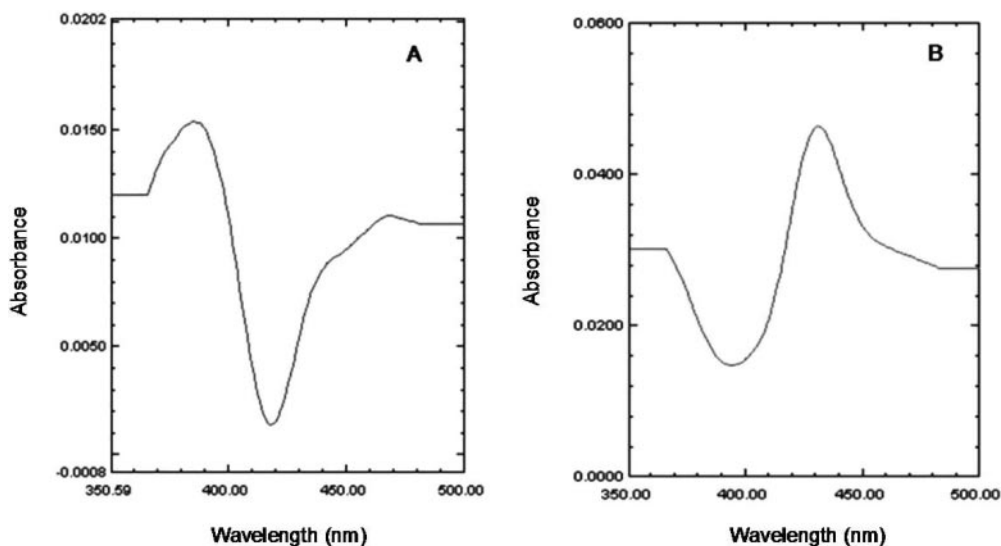 A
Absorbance
0.0202
0.0150
0.0100
0.0050
-0.0008
350.59 400.00 450.00 500.00
Wavelength (nm)
B
Absorbance
0.0600
0.0400
0.0200
0.0000
350.00 400.00 450.00 500.00
Wavelength (nm)